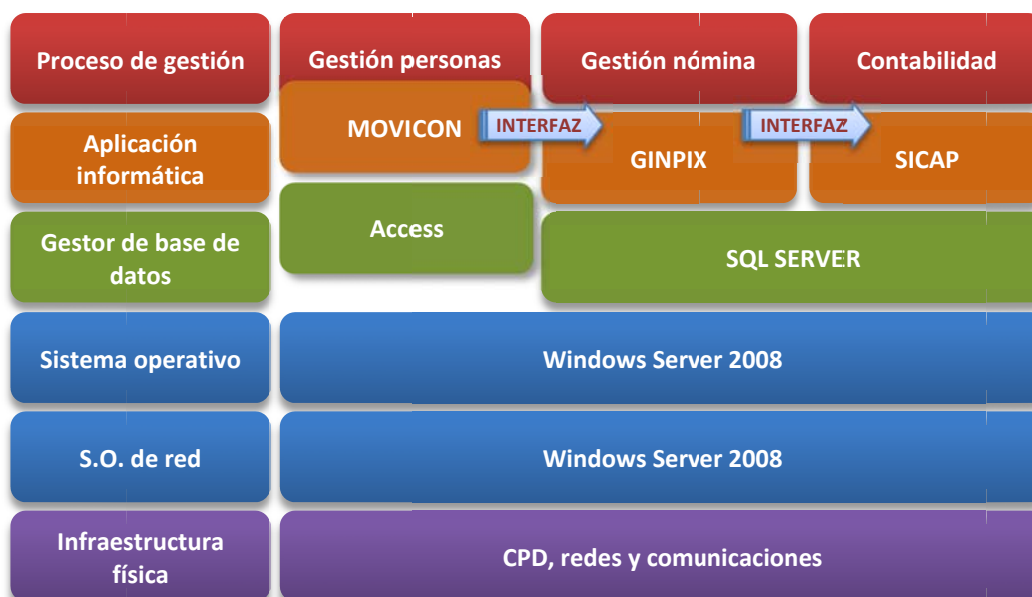 Proceso de gestión
Gestión personas
Gestión nómina
Contabilidad
Aplicación
informática
MOVICON
INTERFAZ
GINPIX
INTERFAZ
SICAP
Gestor de base de
datos
Access
SQL SERVER
Sistema operativo
Windows Server 2008
S.O. de red
Windows Server 2008
Infraestructura
física
CPD, redes y comunicaciones